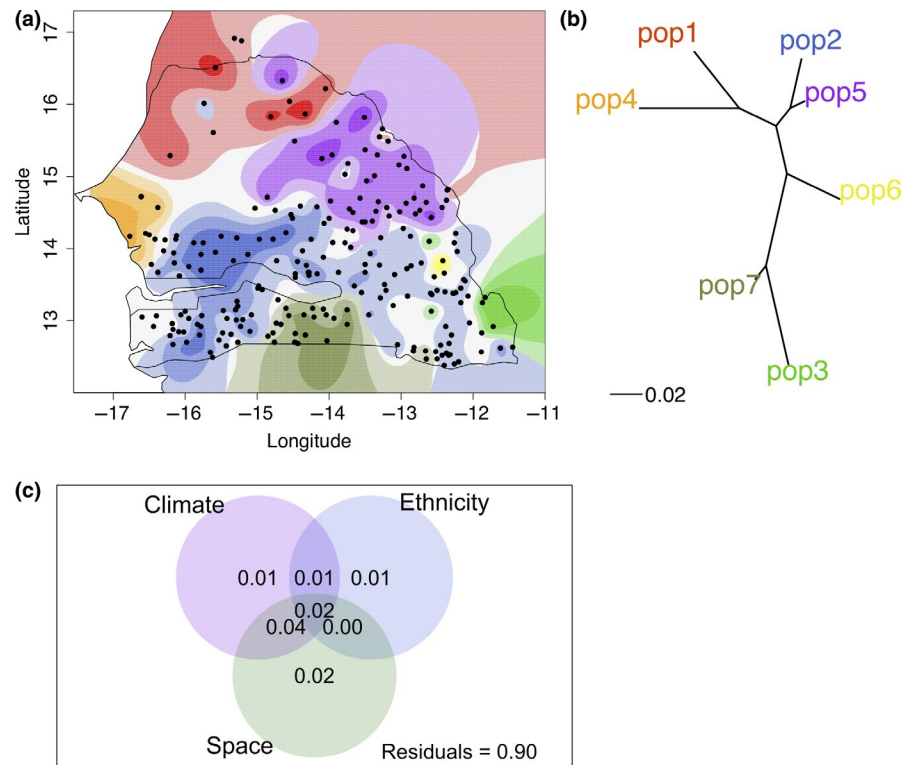 (a)
17
16
15
14
13
Latitude
−17 −16 −15 −14 −13 −12 −11
Longitude
(b)
pop1
pop2
pop4
pop5
pop6
pop7
pop3
0.02
(c)
Climate
Ethnicity
0.01 0.01 0.01
0.02
0.04 0.00
0.02
Space
Residuals = 0.90